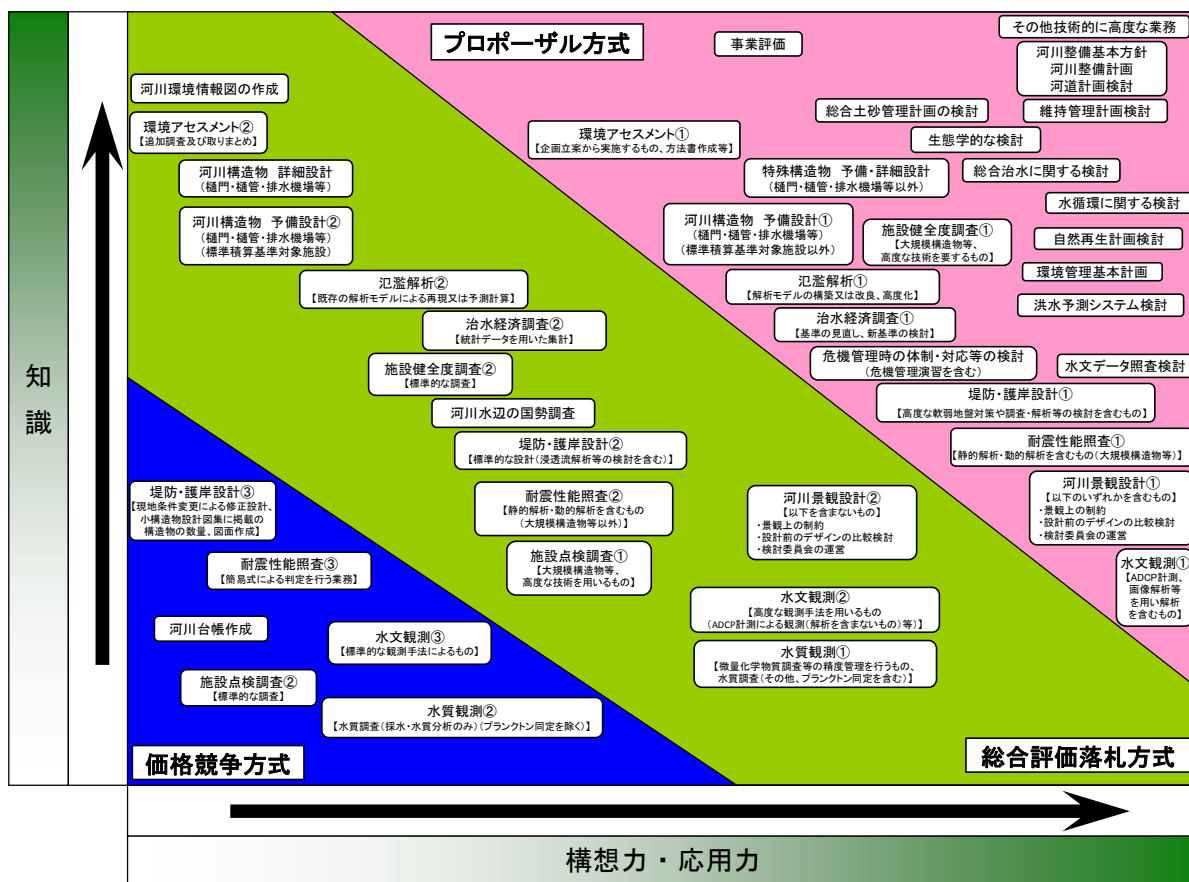 プロポーザル方式
事業評価
その他技術的に高度な業務
河川整備基本方針
河川整備計画
河道計画検討
河川環境情報図の作成
総合土砂管理計画の検討
維持管理計画検討
環境アセスメント②
【追加調査及び取りまとめ】
環境アセスメント①
【企画立案から実施するもの、方法書作成等】
生態学的な検討
河川構造物 詳細設計
(樋門・樋管・排水機場等)
特殊構造物 予備・詳細設計
(樋門・樋管・排水機場等以外)
総合治水に関する検討
水循環に関する検討
河川構造物 予備設計②
(樋門・樋管・排水機場等)
(標準積算基準対象施設)
河川構造物 予備設計①
(樋門・樋管・排水機場等)
(標準積算基準対象施設以外)
施設健全度調査①
【大規模構造物等、
高度な技術を要するもの】
自然再生計画検討
氾濫解析②
【既存の解析モデルによる再現又は予測計算】
氾濫解析①
【解析モデルの構築又は改良、高度化】
環境管理基本計画
洪水予測システム検討
治水経済調査②
【統計データを用いた集計】
治水経済調査①
【基準の見直し、新基準の検討】
施設健全度調査②
【標準的な調査】
危機管理時の体制・対応等の検討
(危機管理演習を含む)
水文データ照査検討
知
識
河川水辺の国勢調査
堤防・護岸設計①
【高度な軟弱地盤対策や調査・解析等の検討を含むもの】
堤防・護岸設計②
【標準的な設計(浸透流解析等の検討を含む)】
耐震性能照査①
【静的解析・動的解析を含むもの(大規模構造物等)】
堤防・護岸設計③
【現地条件変更による修正設計、
小構造物設計図集に掲載の
構造物の数量、図面作成】
耐震性能照査②
【静的解析・動的解析を含むもの
(大規模構造物等以外)】
河川景観設計②
【以下を含まないもの】
・景観上の制約
・設計前のデザインの比較検討
・検討委員会の運営
河川景観設計①
【以下のいずれかを含むもの】
・景観上の制約
・設計前のデザインの比較検討
・検討委員会の運営
耐震性能照査③
【簡易式による判定を行う業務】
施設点検調査①
【大規模構造物等、
高度な技術を用いるもの】
水文観測①
【ADCP計測、
画像解析等
を用い解析
を含むもの】
河川台帳作成
水文観測③
【標準的な観測手法によるもの】
水文観測②
【高度な観測手法を用いるもの
(ADCP計測による観測(解析を含まないもの)等)】
施設点検調査②
【標準的な調査】
水質観測①
【微量化学物質調査等の精度管理を行うもの、
水質調査(その他、プランクトン同定を含む)】
水質観測②
【水質調査(採水・水質分析のみ)(プランクトン同定を除く)】
価格競争方式
総合評価落札方式
構想力・応用力